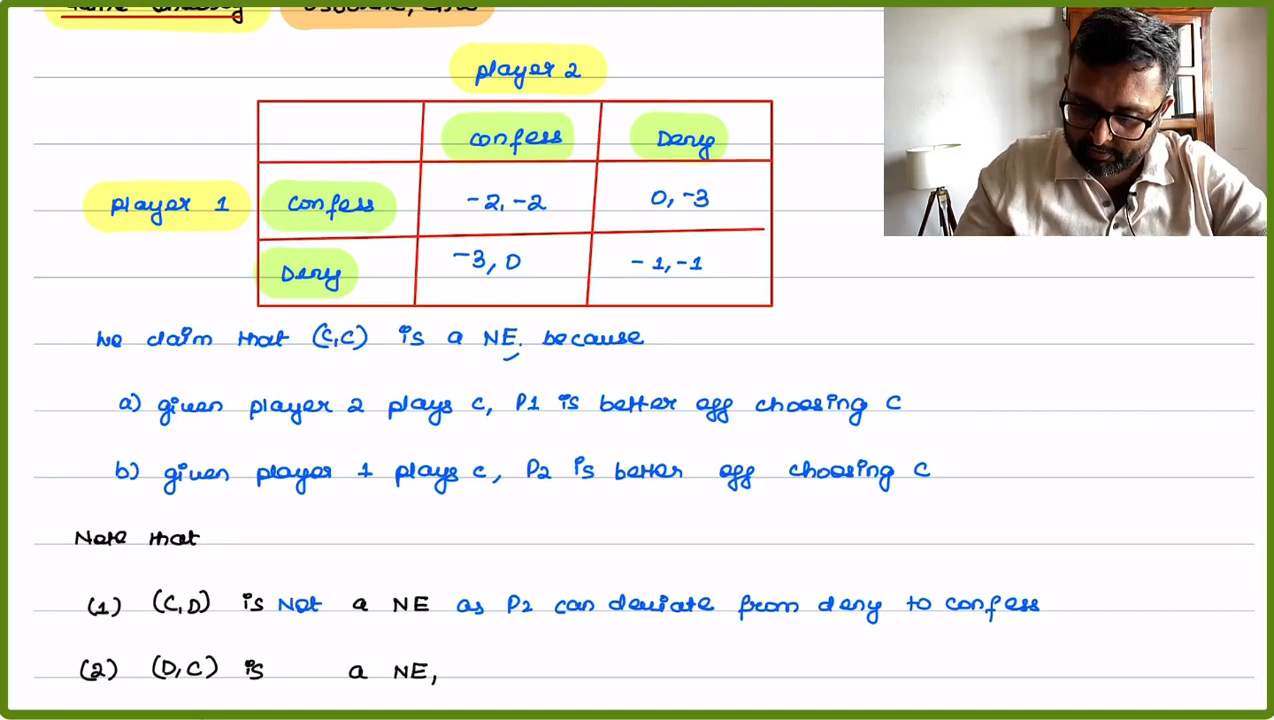 player 2
confess Deny
player 1 confess -2, -2 0, -3
Deny -3, 0 -1, -1
we claim that (C,C) is a NE. because
a) given player 2 plays c, P1 is better off choosing C
b) given player 1 plays c, P2 is better off choosing C
Note that
(1) (C,D) is Not a NE as P2 can deviate from deny to confess
(2) (D,C) is a NE,